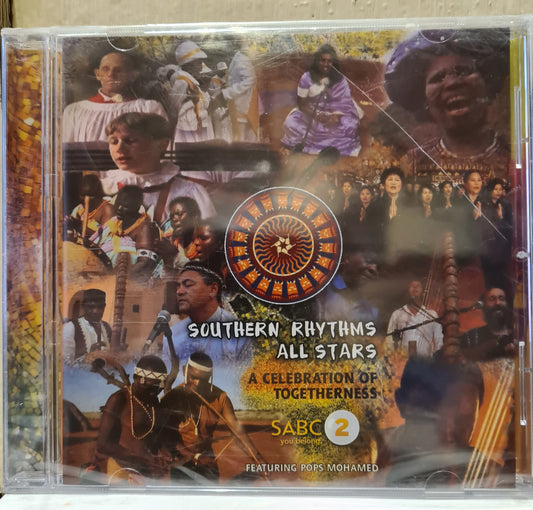 SOUTHERN RHYTHMS
ALL STARS
A CELEBRATION OF
TOGETHERNESS
SABC 2
you belong.
FEATURING POPS MOHAMED